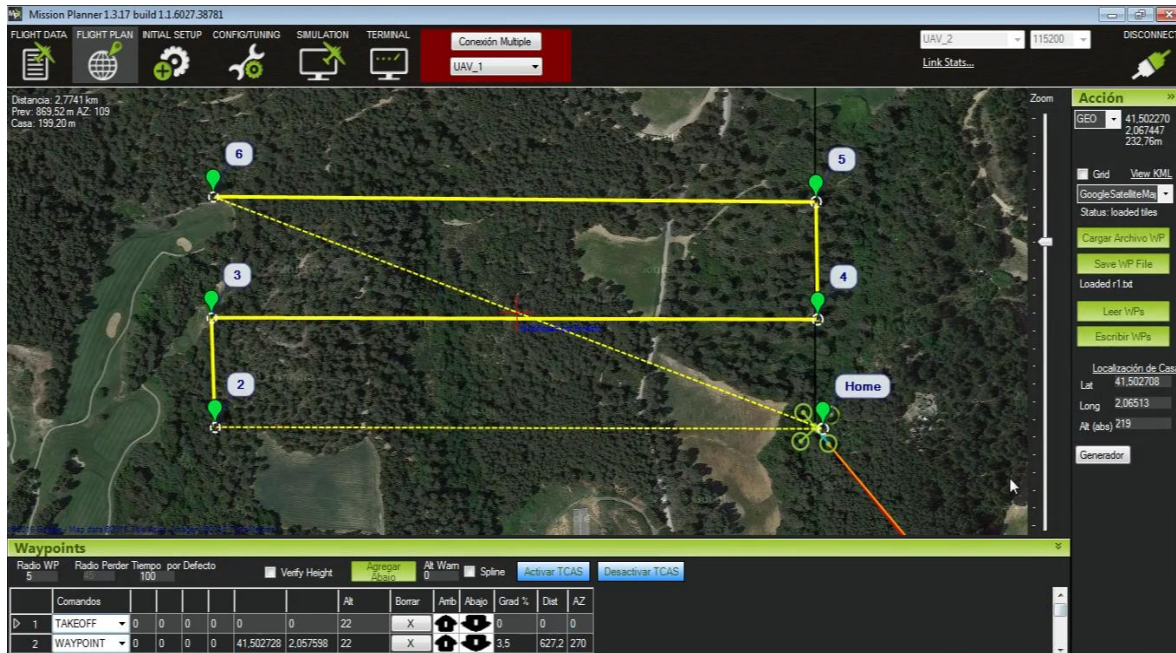 Mission Planner 1.3.17 build 1.1.6027.38781
FLIGHT DATA FLIGHT PLAN INITIAL SETUP CONFIG/TUNING SIMULATION TERMINAL
Conexión Multiple
UAV_1
UAV_2 115200 DISCONNECT
Link Stats...
Distancia: 2,7741 km
Prev: 869,52 m AZ: 109
Casa: 199,20 m
6
5
3
4
2
Home
Zoom
Acción
GEO 41,502270
2,067447
232,76m
Grid View KML
GoogleSatelliteMap
Status: loaded tiles
Cargar Archivo WP
Save WP File
Loaded r1.txt
Leer WPs
Escribir WPs
Localización de Casa
Lat 41,502708
Long 2,06513
Alt (abs) 219
Generador
Waypoints
Radio WP Radio Perder Tiempo por Defecto Alt Warn
5 45 100 Verify Height Agregar Abajo 0 Spline Activar TCAS Desactivar TCAS
Comandos Alt Borrar Arrib Abajo Grad % Dist AZ
1 TAKEOFF 0 0 0 0 0 0 22 X 0 0 0
2 WAYPOINT 0 0 0 0 41,502728 2,057598 22 X 3,5 627,2 270